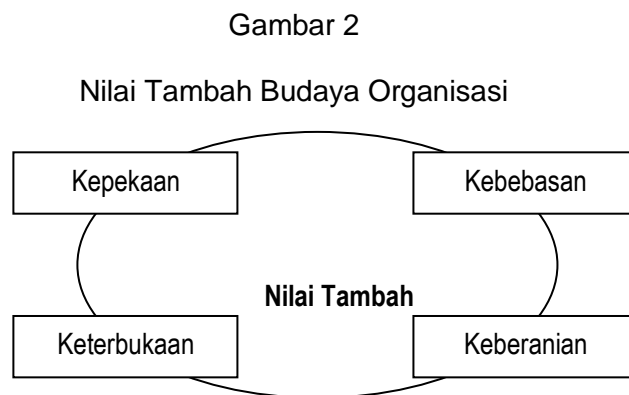 Gambar 2
Nilai Tambah Budaya Organisasi
Kepekaan
Kebebasan
Nilai Tambah
Keterbukaan
Keberanian